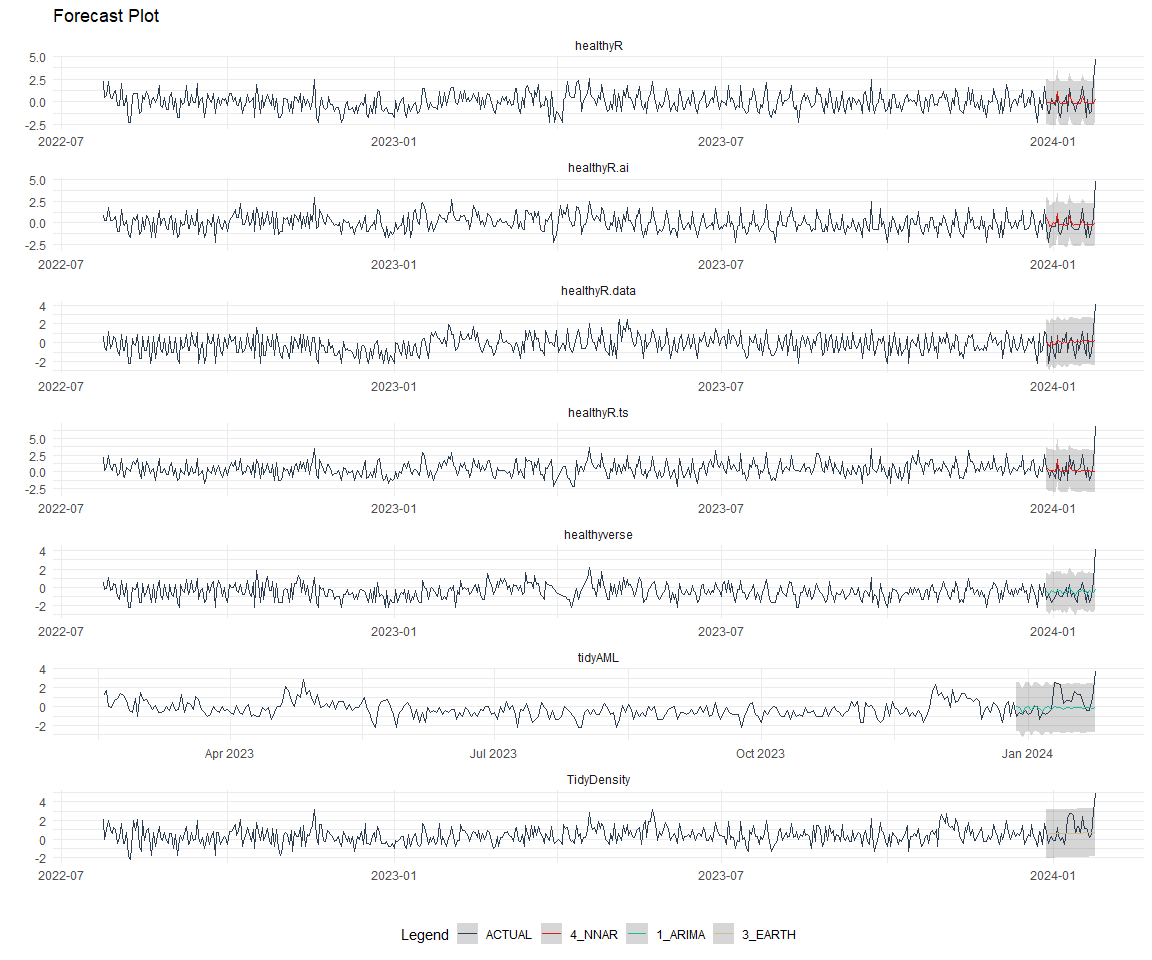 Forecast Plot
healthyR
5.0
2.5
0.0
-2.5
2022-07 2023-01 2023-07 2024-01
healthyR.ai
5.0
2.5
0.0
-2.5
2022-07 2023-01 2023-07 2024-01
healthyR.data
4
2
0
-2
2022-07 2023-01 2023-07 2024-01
healthyR.ts
5.0
2.5
0.0
-2.5
2022-07 2023-01 2023-07 2024-01
healthyverse
4
2
0
-2
2022-07 2023-01 2023-07 2024-01
tidyAML
4
2
0
-2
Apr 2023 Jul 2023 Oct 2023 Jan 2024
TidyDensity
4
2
0
-2
2022-07 2023-01 2023-07 2024-01
Legend ACTUAL 4_NNAR 1_ARIMA 3_EARTH